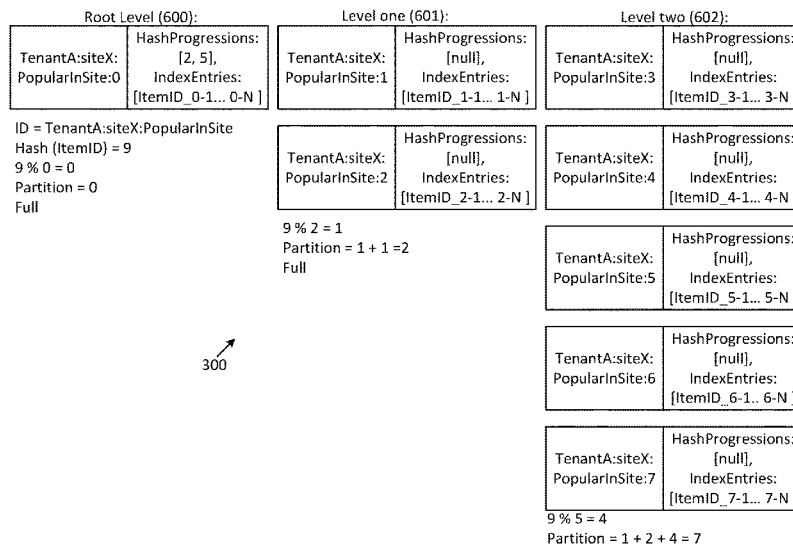 Root Level (600):
TenantA:siteX:
PopularInSite:0
HashProgressions:
[2, 5],
IndexEntries:
[ItemID_0-1... 0-N ]
ID = TenantA:siteX:PopularInSite
Hash (ItemID) = 9
9 % 0 = 0
Partition = 0
Full
300
Level one (601):
TenantA:siteX:
PopularInSite:1
HashProgressions:
[null],
IndexEntries:
[ItemID_1-1... 1-N ]
TenantA:siteX:
PopularInSite:2
HashProgressions:
[null],
IndexEntries:
[ItemID_2-1... 2-N ]
9 % 2 = 1
Partition = 1 + 1 =2
Full
Level two (602):
TenantA:siteX:
PopularInSite:3
HashProgressions:
[null],
IndexEntries:
[ItemID_3-1... 3-N
TenantA:siteX:
PopularInSite:4
HashProgressions:
[null],
IndexEntries:
[ItemID_4-1... 4-N
TenantA:siteX:
PopularInSite:5
HashProgressions:
[null],
IndexEntries:
[ItemID_5-1... 5-N
TenantA:siteX:
PopularInSite:6
HashProgressions:
[null],
IndexEntries:
[ItemID_6-1.. 6-N ]
TenantA:siteX:
PopularInSite:7
HashProgressions:
[null],
IndexEntries:
[ItemID_7-1... 7-N
9 % 5 = 4
Partition = 1 + 2 + 4 = 7